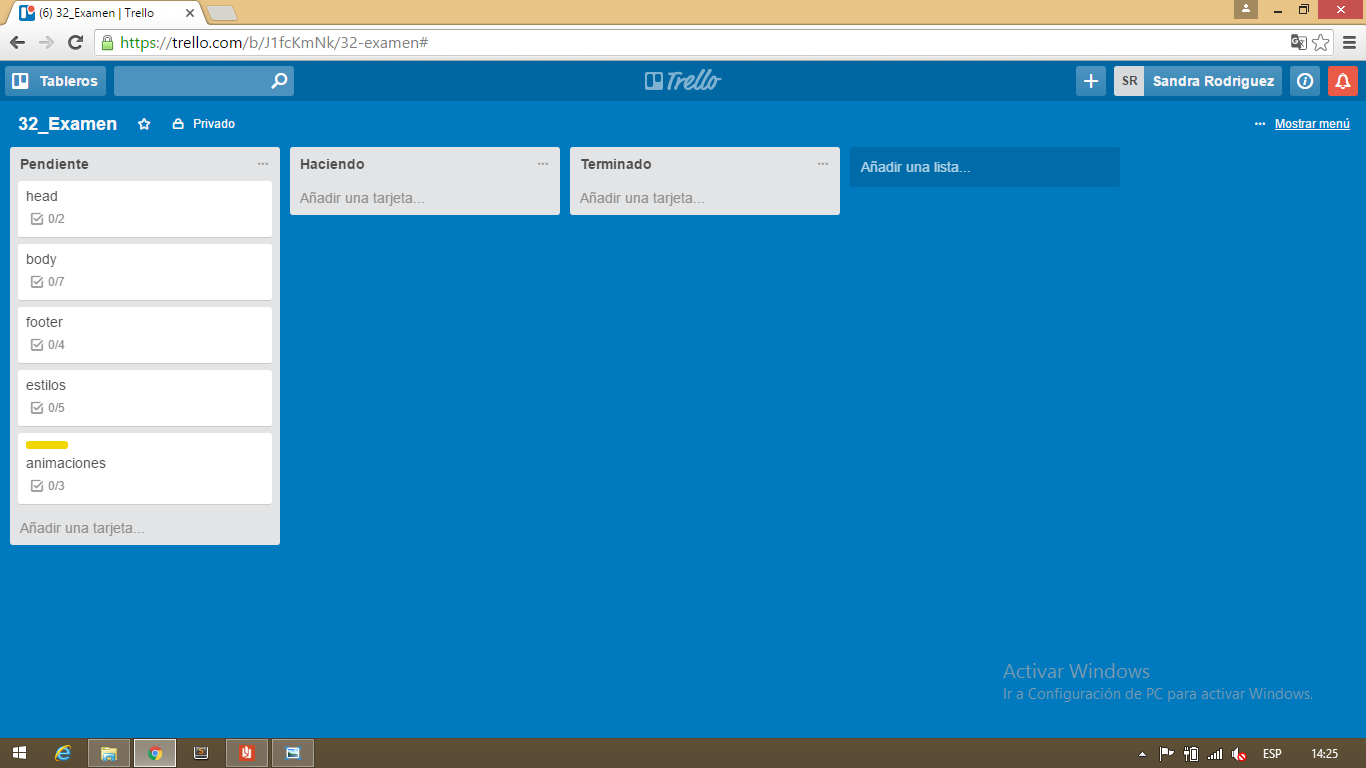 (6) 32_Examen | Trello
https://trello.com/b/J1fcKmNk/32-examen#
Tableros
Trello
SR Sandra Rodríguez
32_Examen Privado
Mostrar menú
Pendiente
head
0/2
body
0/7
footer
0/4
estilos
0/5
animaciones
0/3
Añadir una tarjeta...
Haciendo
Añadir una tarjeta...
Terminado
Añadir una tarjeta...
Añadir una lista...
Activar Windows
Ir a Configuración de PC para activar Windows.
ESP
14:25